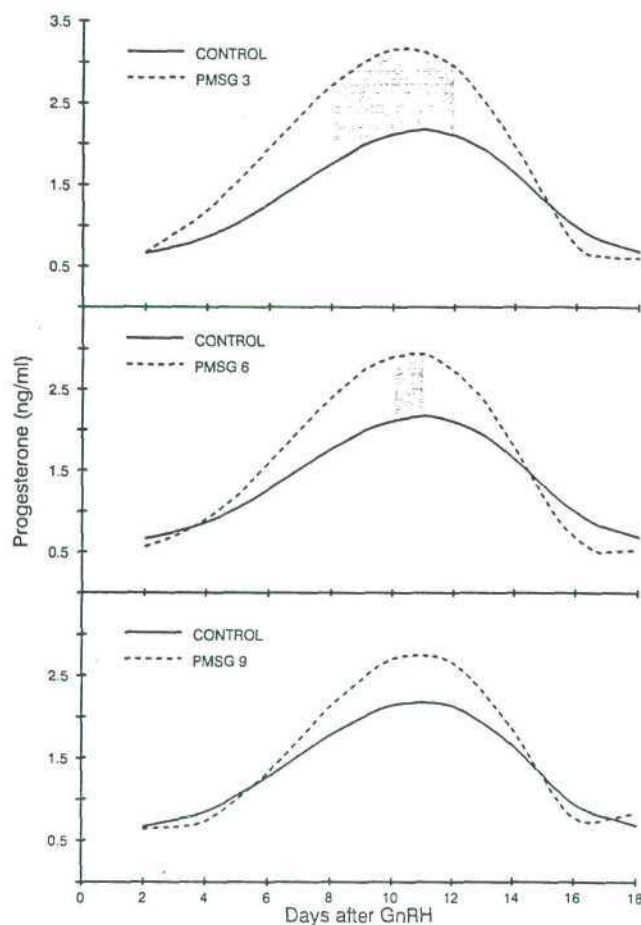 3.5
CONTROL
PMSG 3
2.5
1.5
0.5
CONTROL
PMSG 6
2.5
1.5
0.5
Progesterone (ng/ml)
CONTROL
PMSG 9
2.5
1.5
0.5
0 2 4 6 8 10 12 14 16 18
Days after GnRH